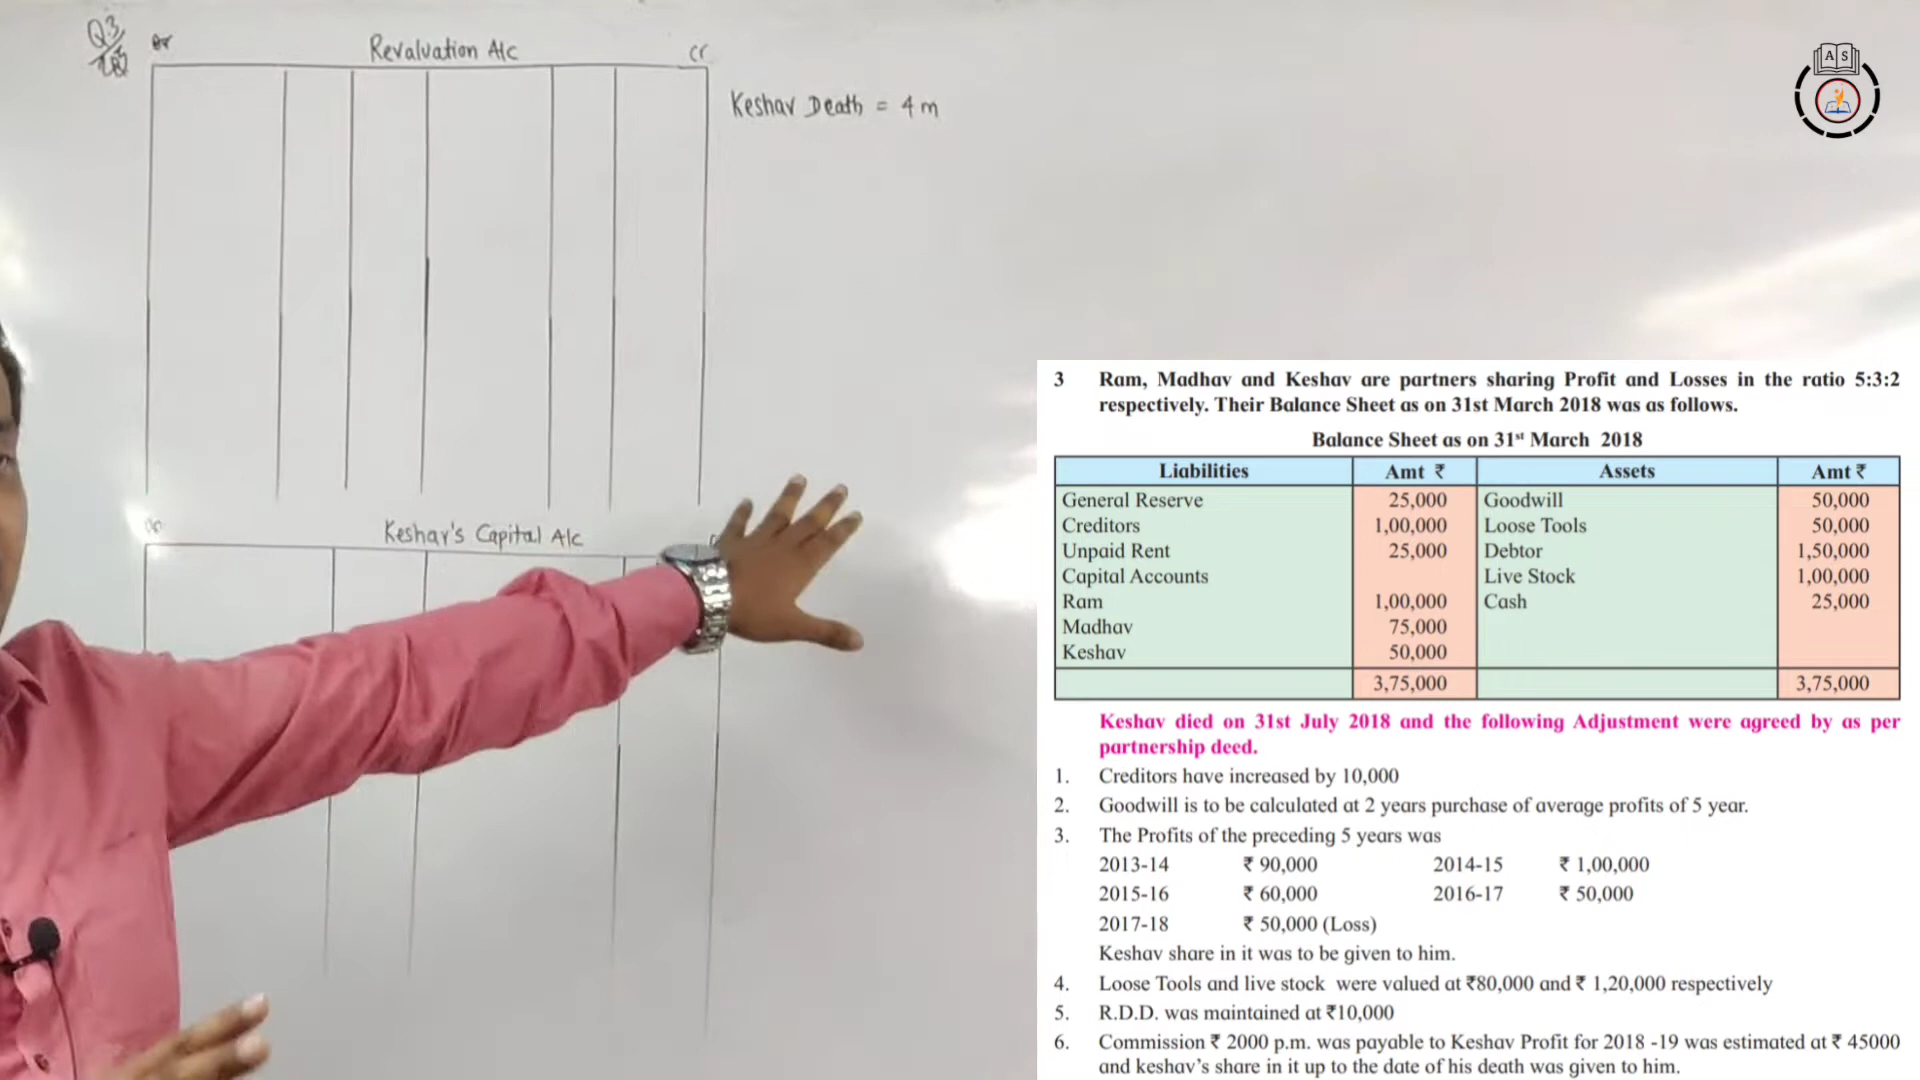 Q3
Dr Revaluation A/c Cr
Keshav Death = 4 m
Dr Keshav's Capital A/c
A S
3 Ram, Madhav and Keshav are partners sharing Profit and Losses in the ratio 5:3:2
respectively. Their Balance Sheet as on 31st March 2018 was as follows.
Balance Sheet as on 31st March 2018
Liabilities Amt ₹ Assets Amt ₹
General Reserve 25,000 Goodwill 50,000
Creditors 1,00,000 Loose Tools 50,000
Unpaid Rent 25,000 Debtor 1,50,000
Capital Accounts Live Stock 1,00,000
Ram 1,00,000 Cash 25,000
Madhav 75,000
Keshav 50,000
3,75,000 3,75,000
Keshav died on 31st July 2018 and the following Adjustment were agreed by as per
partnership deed.
1. Creditors have increased by 10,000
2. Goodwill is to be calculated at 2 years purchase of average profits of 5 year.
3. The Profits of the preceding 5 years was
2013-14 ₹ 90,000 2014-15 ₹ 1,00,000
2015-16 ₹ 60,000 2016-17 ₹ 50,000
2017-18 ₹ 50,000 (Loss)
Keshav share in it was to be given to him.
4. Loose Tools and live stock were valued at ₹80,000 and ₹ 1,20,000 respectively
5. R.D.D. was maintained at ₹10,000
6. Commission ₹ 2000 p.m. was payable to Keshav Profit for 2018 -19 was estimated at ₹ 45000
and keshav's share in it up to the date of his death was given to him.